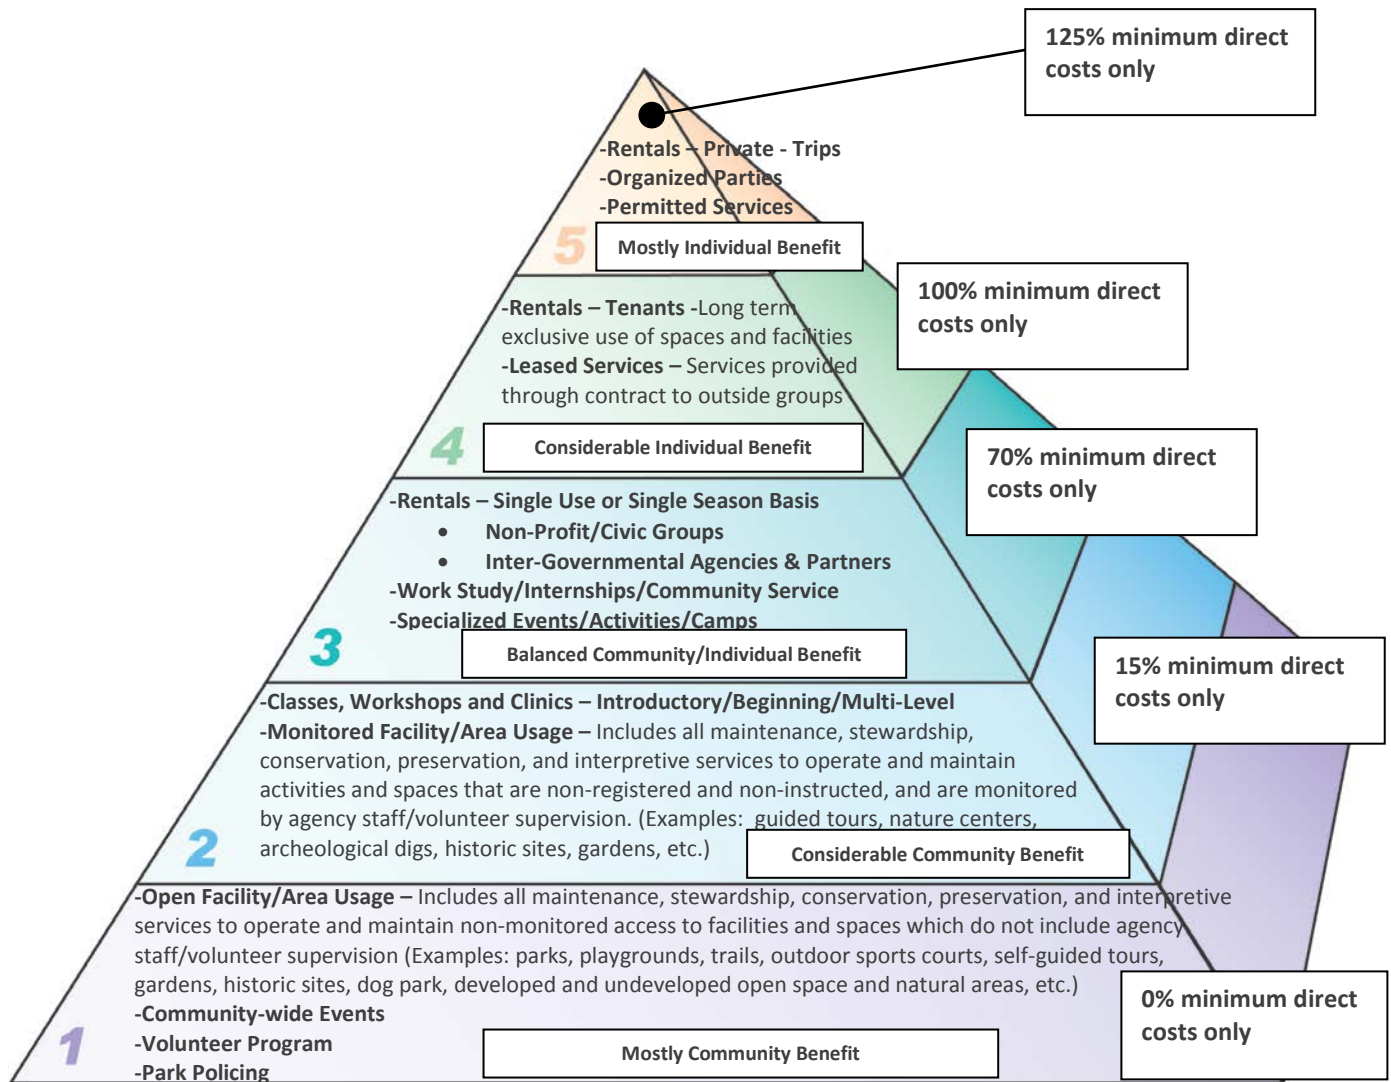 125% minimum direct
costs only
-Rentals – Private - Trips
-Organized Parties
-Permitted Services
5
Mostly Individual Benefit
100% minimum direct
costs only
-Rentals – Tenants -Long term
exclusive use of spaces and facilities
-Leased Services – Services provided
through contract to outside groups
4
Considerable Individual Benefit
70% minimum direct
costs only
-Rentals – Single Use or Single Season Basis
• Non-Profit/Civic Groups
• Inter-Governmental Agencies & Partners
-Work Study/Internships/Community Service
-Specialized Events/Activities/Camps
3
Balanced Community/Individual Benefit
15% minimum direct
costs only
-Classes, Workshops and Clinics – Introductory/Beginning/Multi-Level
-Monitored Facility/Area Usage – Includes all maintenance, stewardship,
conservation, preservation, and interpretive services to operate and maintain
activities and spaces that are non-registered and non-instructed, and are monitored
by agency staff/volunteer supervision. (Examples:  guided tours, nature centers,
archeological digs, historic sites, gardens, etc.)
2
Considerable Community Benefit
-Open Facility/Area Usage – Includes all maintenance, stewardship, conservation, preservation, and interpretive
services to operate and maintain non-monitored access to facilities and spaces which do not include agency
staff/volunteer supervision (Examples: parks, playgrounds, trails, outdoor sports courts, self-guided tours,
gardens, historic sites, dog park, developed and undeveloped open space and natural areas, etc.)
-Community-wide Events
-Volunteer Program
-Park Policing
1
Mostly Community Benefit
0% minimum direct
costs only